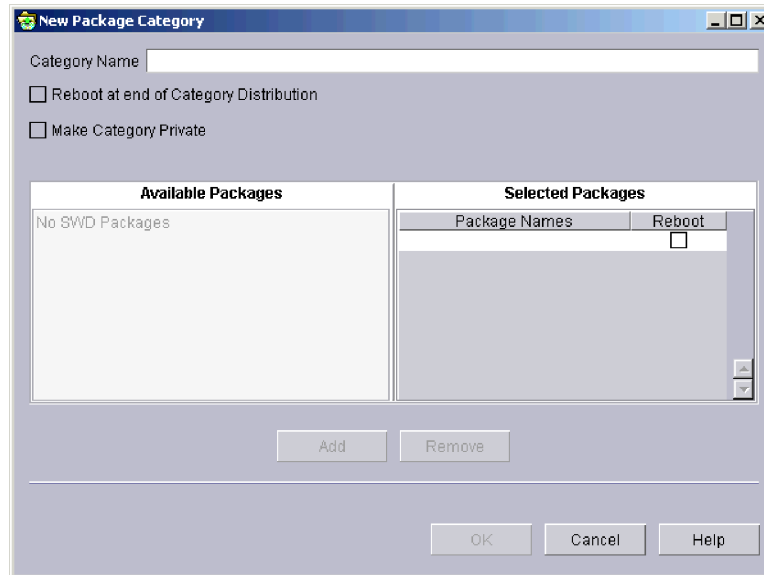 New Package Category
Category Name
Reboot at end of Category Distribution
Make Category Private
Available Packages
Selected Packages
No SWD Packages
Package Names
Reboot
Add
Remove
OK
Cancel
Help